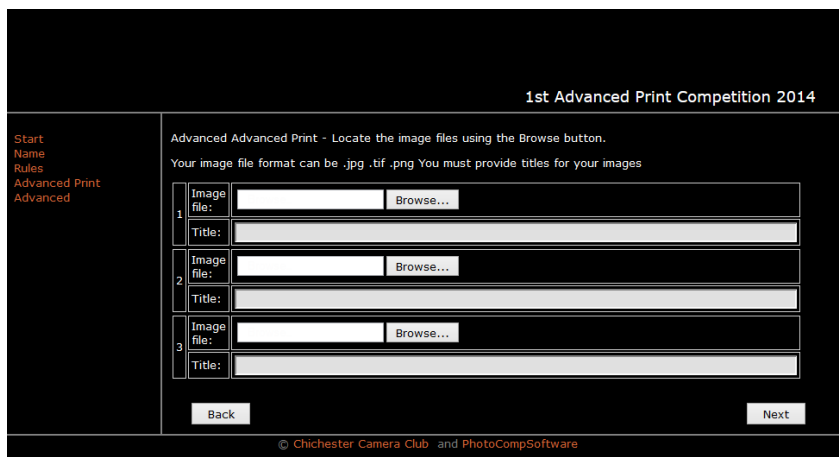 1st Advanced Print Competition 2014
Start
Name
Rules
Advanced Print
Advanced
Advanced Advanced Print - Locate the image files using the Browse button.
Your image file format can be .jpg .tif .png You must provide titles for your images
1
Image
file:
Browse...
Title:
2
Image
file:
Browse...
Title:
3
Image
file:
Browse...
Title:
Back
Next
© Chichester Camera Club and PhotoCompSoftware